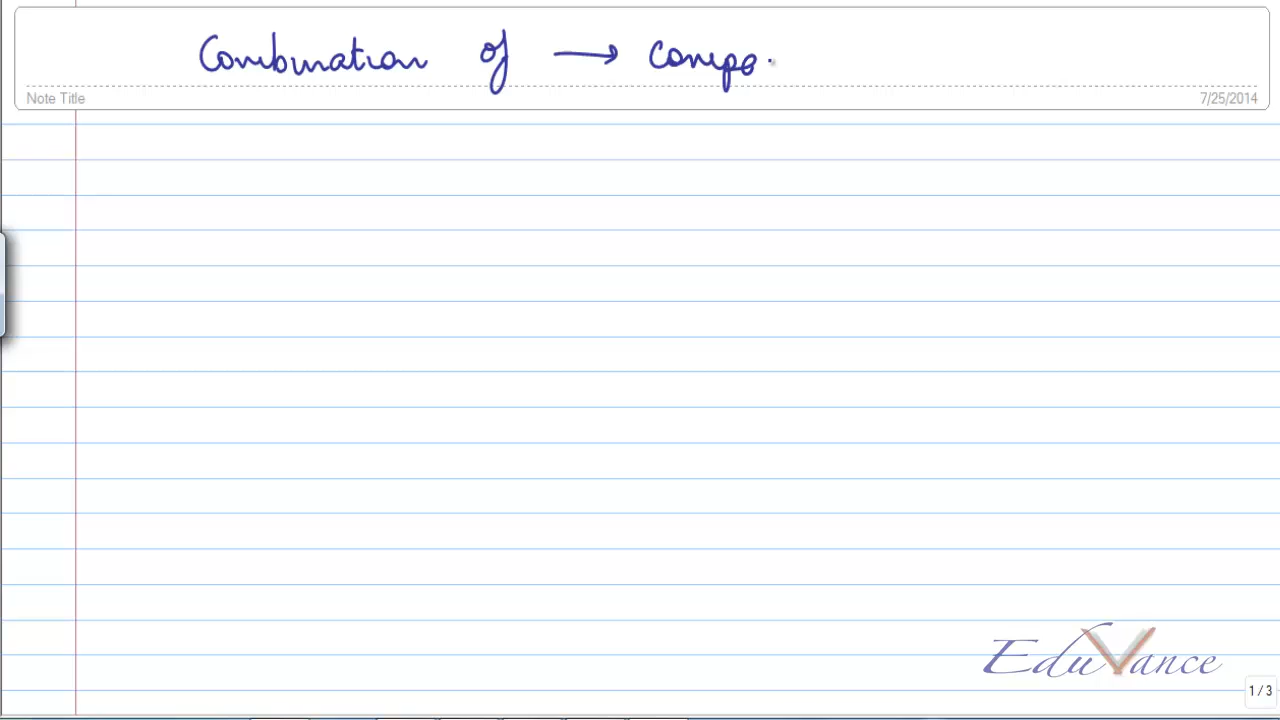 Combination of → compo
Note Title
7/25/2014
EduVance
1 / 3